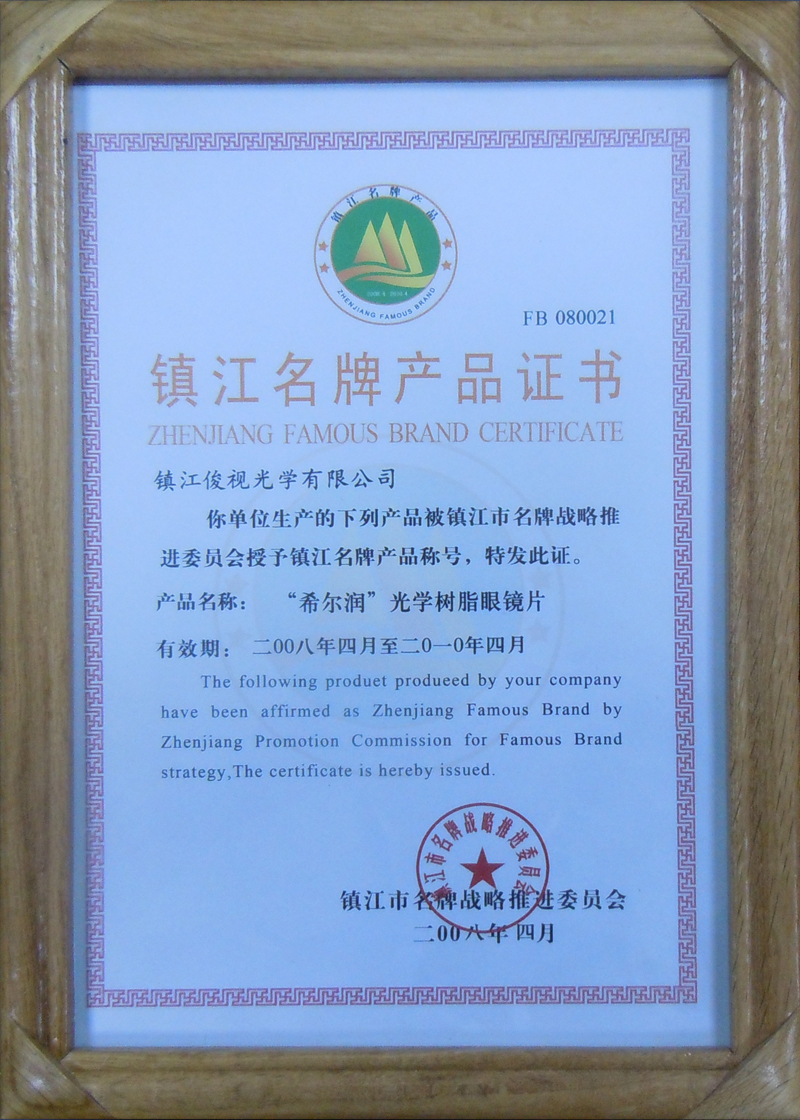 镇江名牌产品
ZHENJIANG FAMOUS BRAND
FB 080021
镇江名牌产品证书
ZHENJIANG FAMOUS BRAND CERTIFICATE
镇江俊视光学有限公司
你单位生产的下列产品被镇江市名牌战略推
进委员会授予镇江名牌产品称号，特发此证。
产品名称：“希尔润”光学树脂眼镜片
有效期：二00八年四月至二0一0年四月
The following produet produeed by your company
have been affirmed as Zhenjiang Famous Brand by
Zhenjiang Promotion Commission for Famous Brand
strategy,The certificate is hereby issued.
镇江市名牌战略推进委员会
镇江市名牌战略推进委员会
二00八年四月